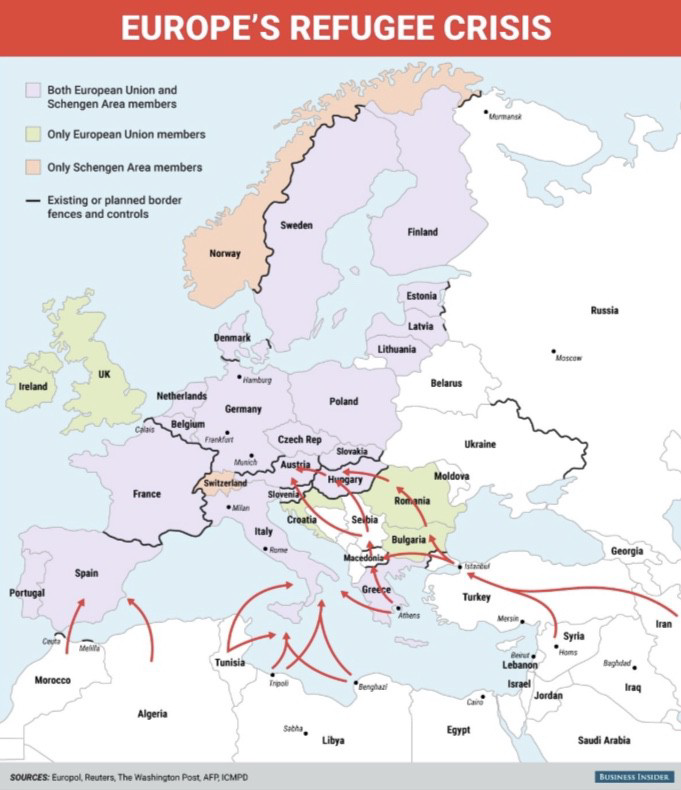 EUROPE'S REFUGEE CRISIS
Both European Union and
Schengen Area members
Only European Union members
Only Schengen Area members
Existing or planned border
fences and controls
Murmansk
Norway
Sweden
Finland
Estonia
Russia
Latvia
Denmark
Lithuania
Moscow
UK
Ireland
Hamburg
Belarus
Netherlands
Germany
Poland
Calais
Belgium
Frankfurt
Czech Rep
Ukraine
Slovakia
Munich
Austria
Moldova
France
Switzerland
Hungary
Slovenia
Romania
Milan
Croatia
Serbia
Italy
Bulgaria
Rome
Macedonia
Istanbul
Georgia
Spain
Portugal
Greece
Turkey
Athens
Mersin
Iran
Ceuta
Melilla
Syria
Homs
Tunisia
Beirut
Lebanon
Baghdad
Morocco
Tripoli
Benghazi
Israel
Jordan
Iraq
Cairo
Algeria
Sabha
Libya
Egypt
Saudi Arabia
SOURCES: Europol, Reuters, The Washington Post, AFP, ICMPD
BUSINESS INSIDER